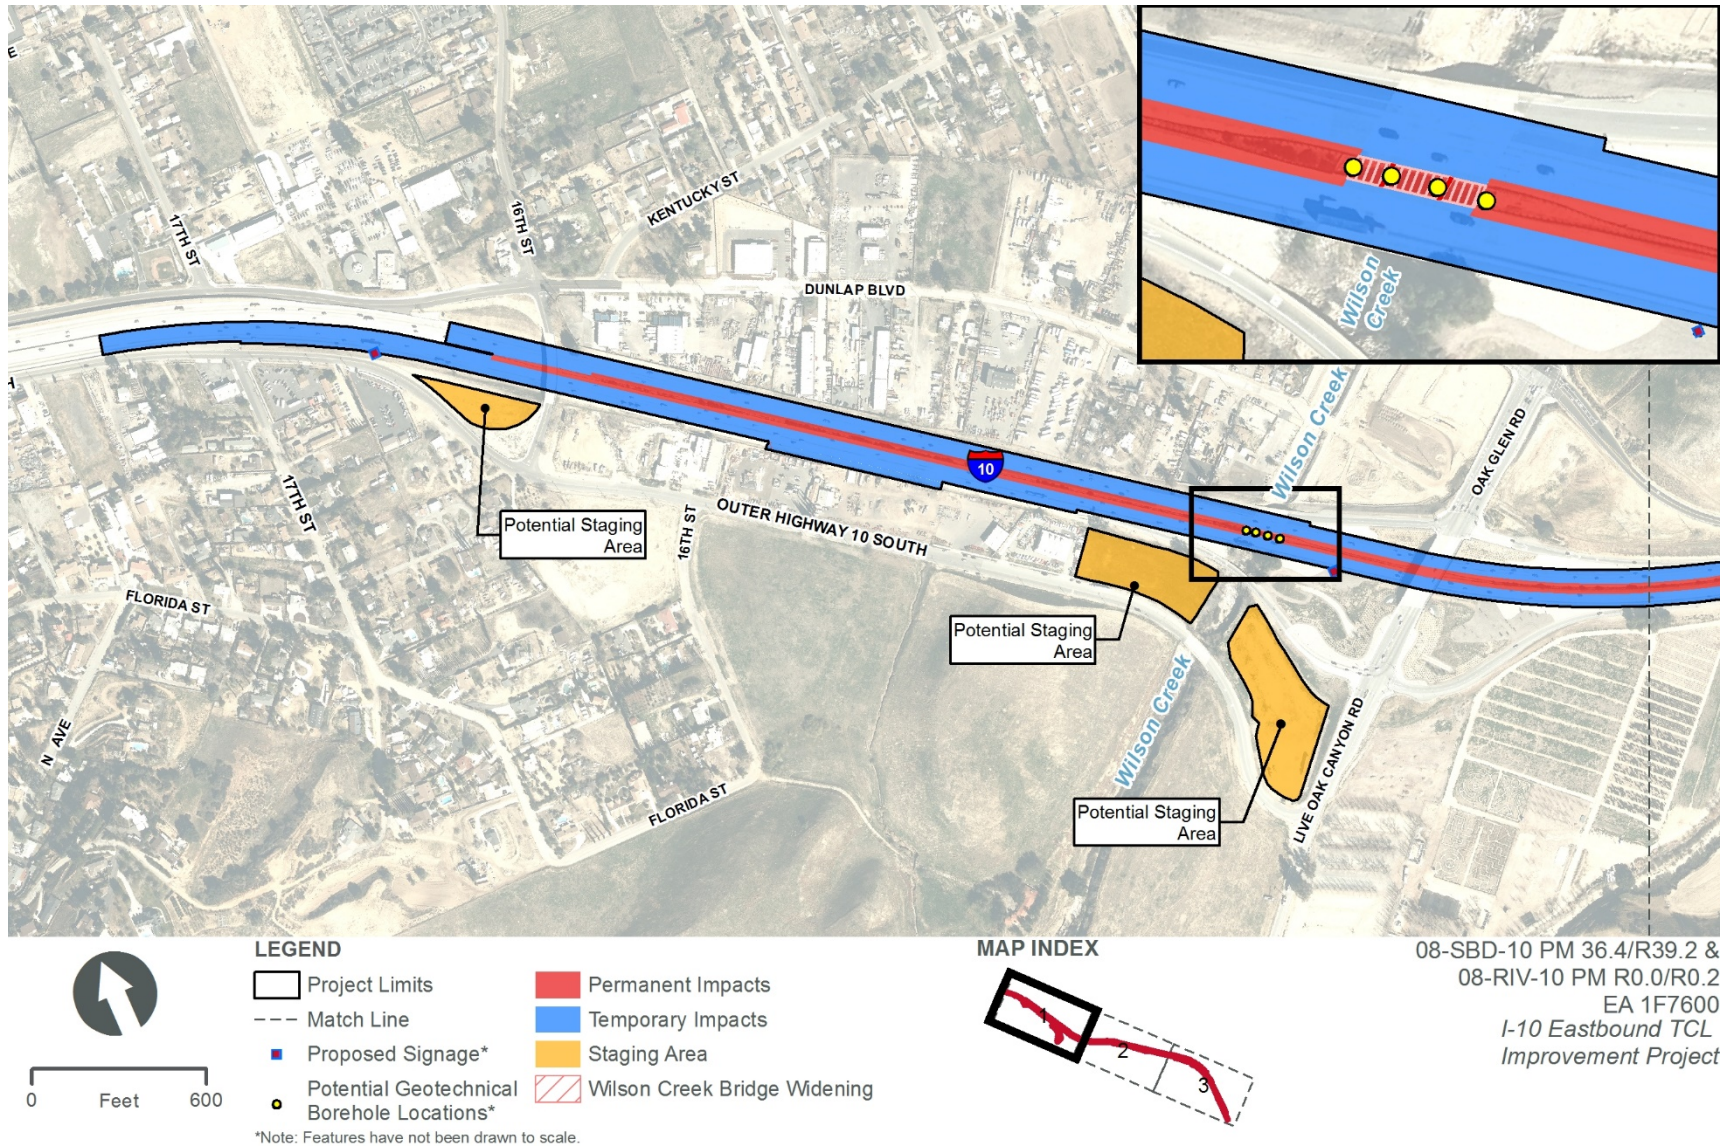 E
17TH ST
16TH ST
KENTUCKY ST
DUNLAP BLVD
Wilson
Creek
Wilson Creek
OAK GLEN RD
10
H
17TH ST
Potential Staging
Area
16TH ST
OUTER HIGHWAY 10 SOUTH
FLORIDA ST
Potential Staging
Area
Wilson Creek
N AVE
FLORIDA ST
Potential Staging
Area
LIVE OAK CANYON RD
LEGEND
Project Limits
Match Line
Proposed Signage*
Potential Geotechnical
Borehole Locations*
Permanent Impacts
Temporary Impacts
Staging Area
Wilson Creek Bridge Widening
0 Feet 600
*Note: Features have not been drawn to scale.
MAP INDEX
1
2
3
08-SBD-10 PM 36.4/R39.2 &
08-RIV-10 PM R0.0/R0.2
EA 1F7600
I-10 Eastbound TCL
Improvement Project